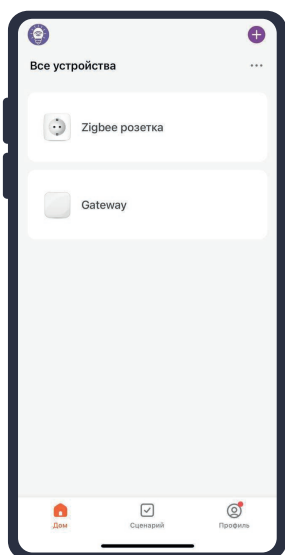 Все устройства
Zigbee розетка
Gateway
Дом
Сценарий
Профиль